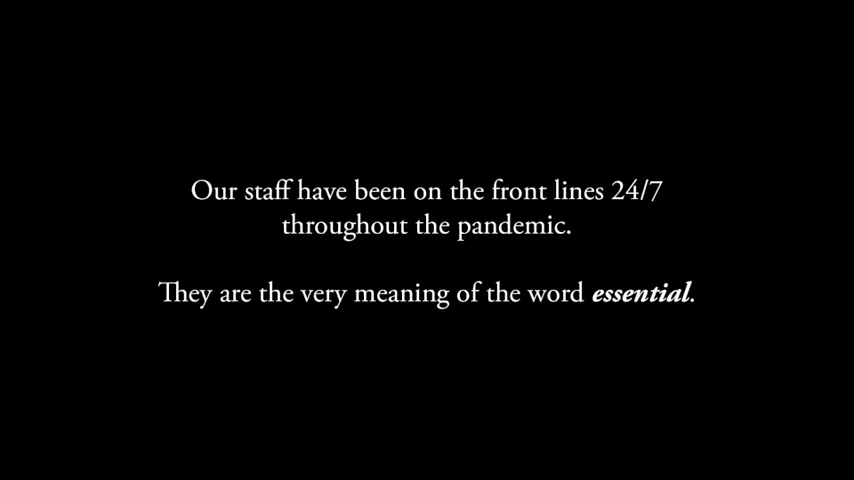 Our staff have been on the front lines 24/7
throughout the pandemic.
They are the very meaning of the word essential.